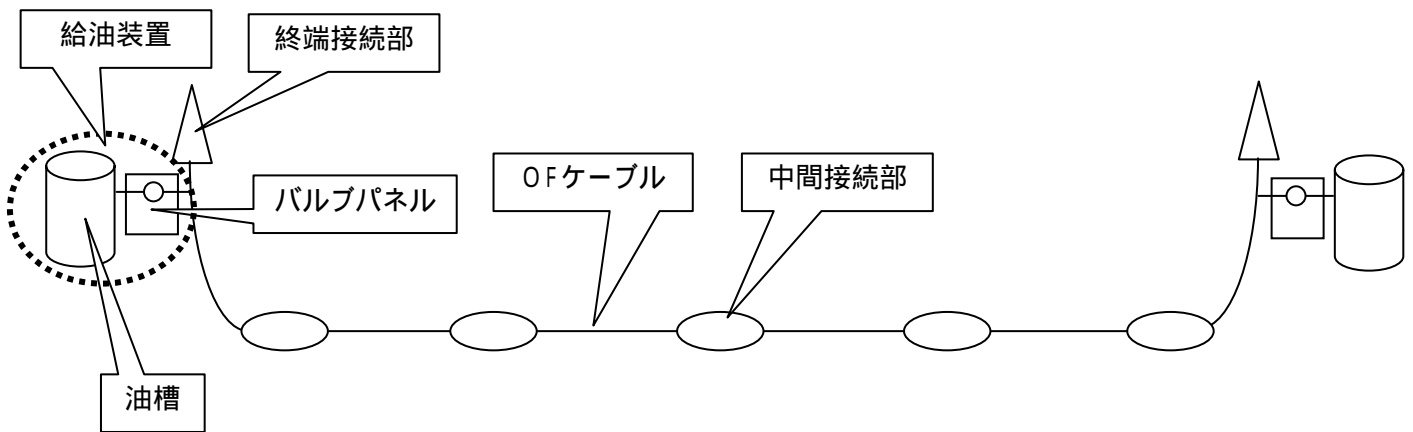 給油装置
終端接続部
OFケーブル
中間接続部
バルブパネル
油槽